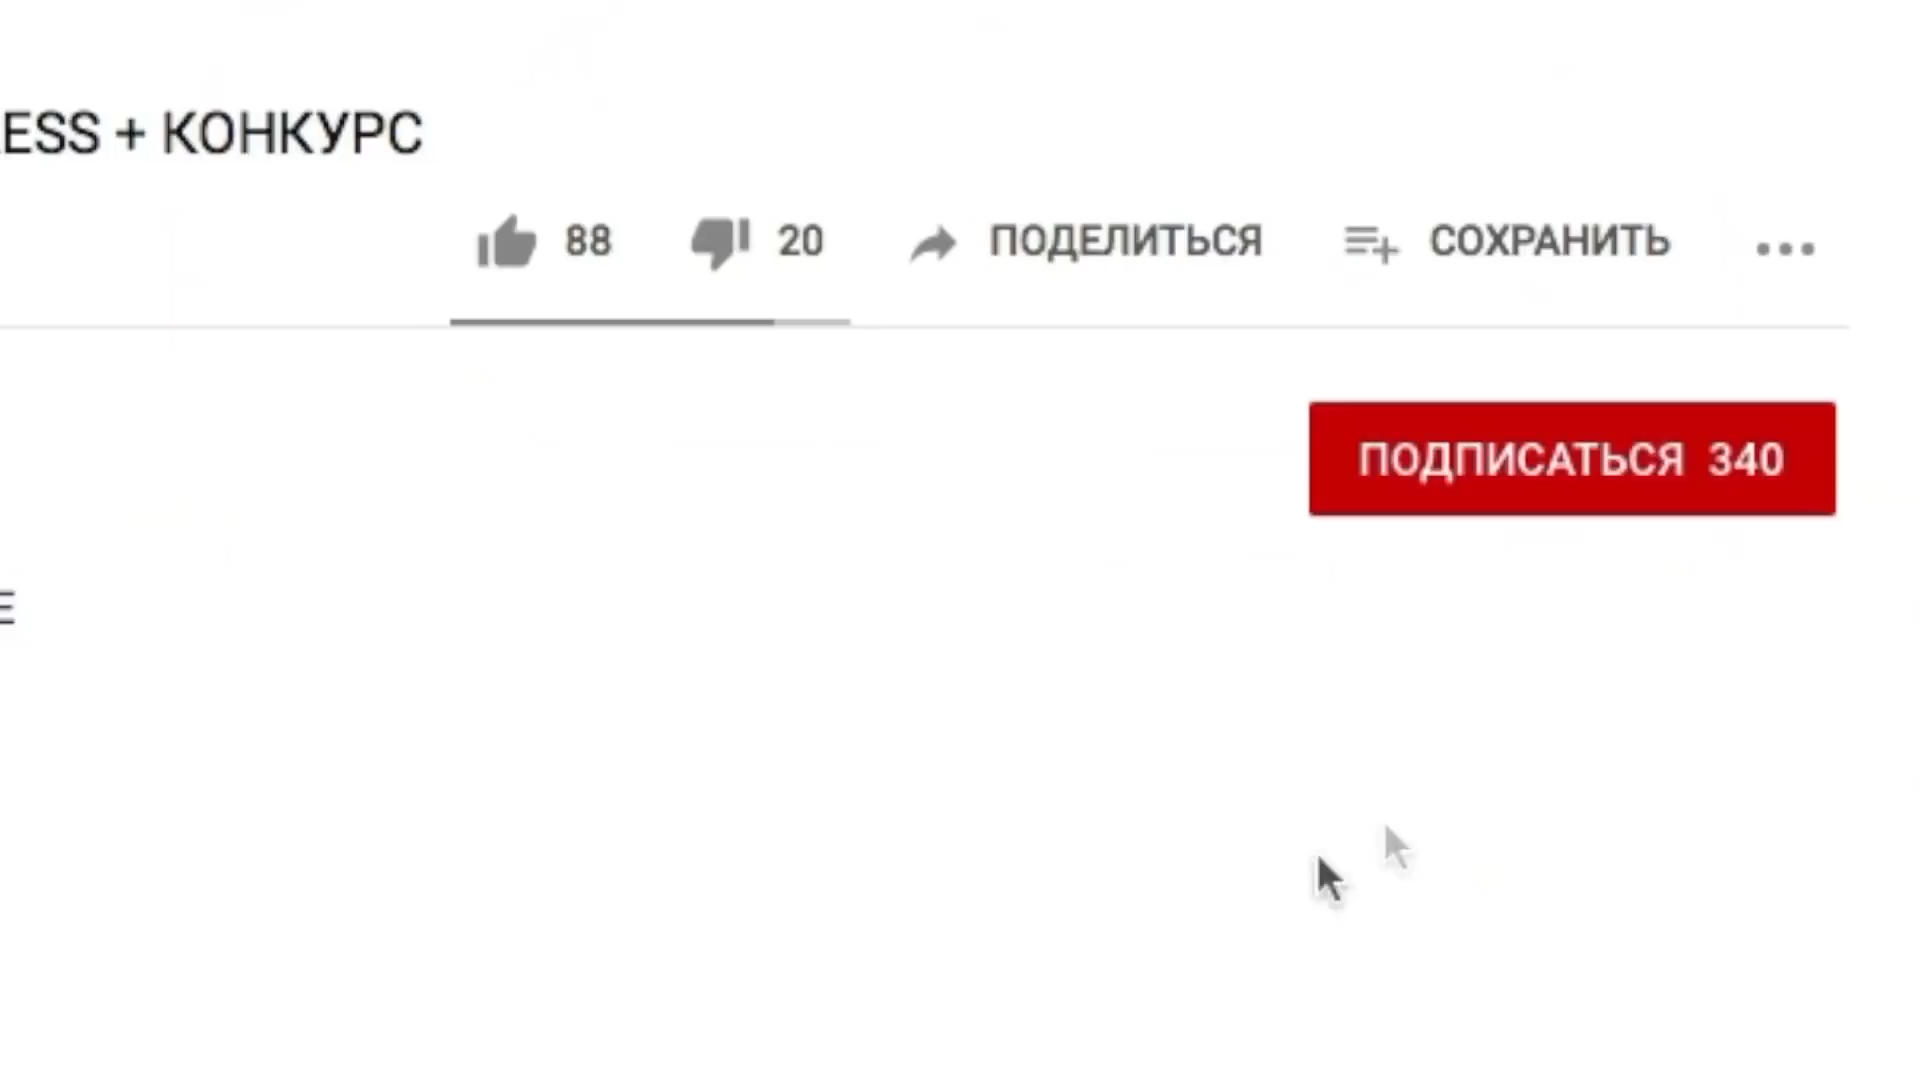 ESS + КОНКУРС
88 20 ПОДЕЛИТЬСЯ СОХРАНИТЬ
ПОДПИСАТЬСЯ 340
E